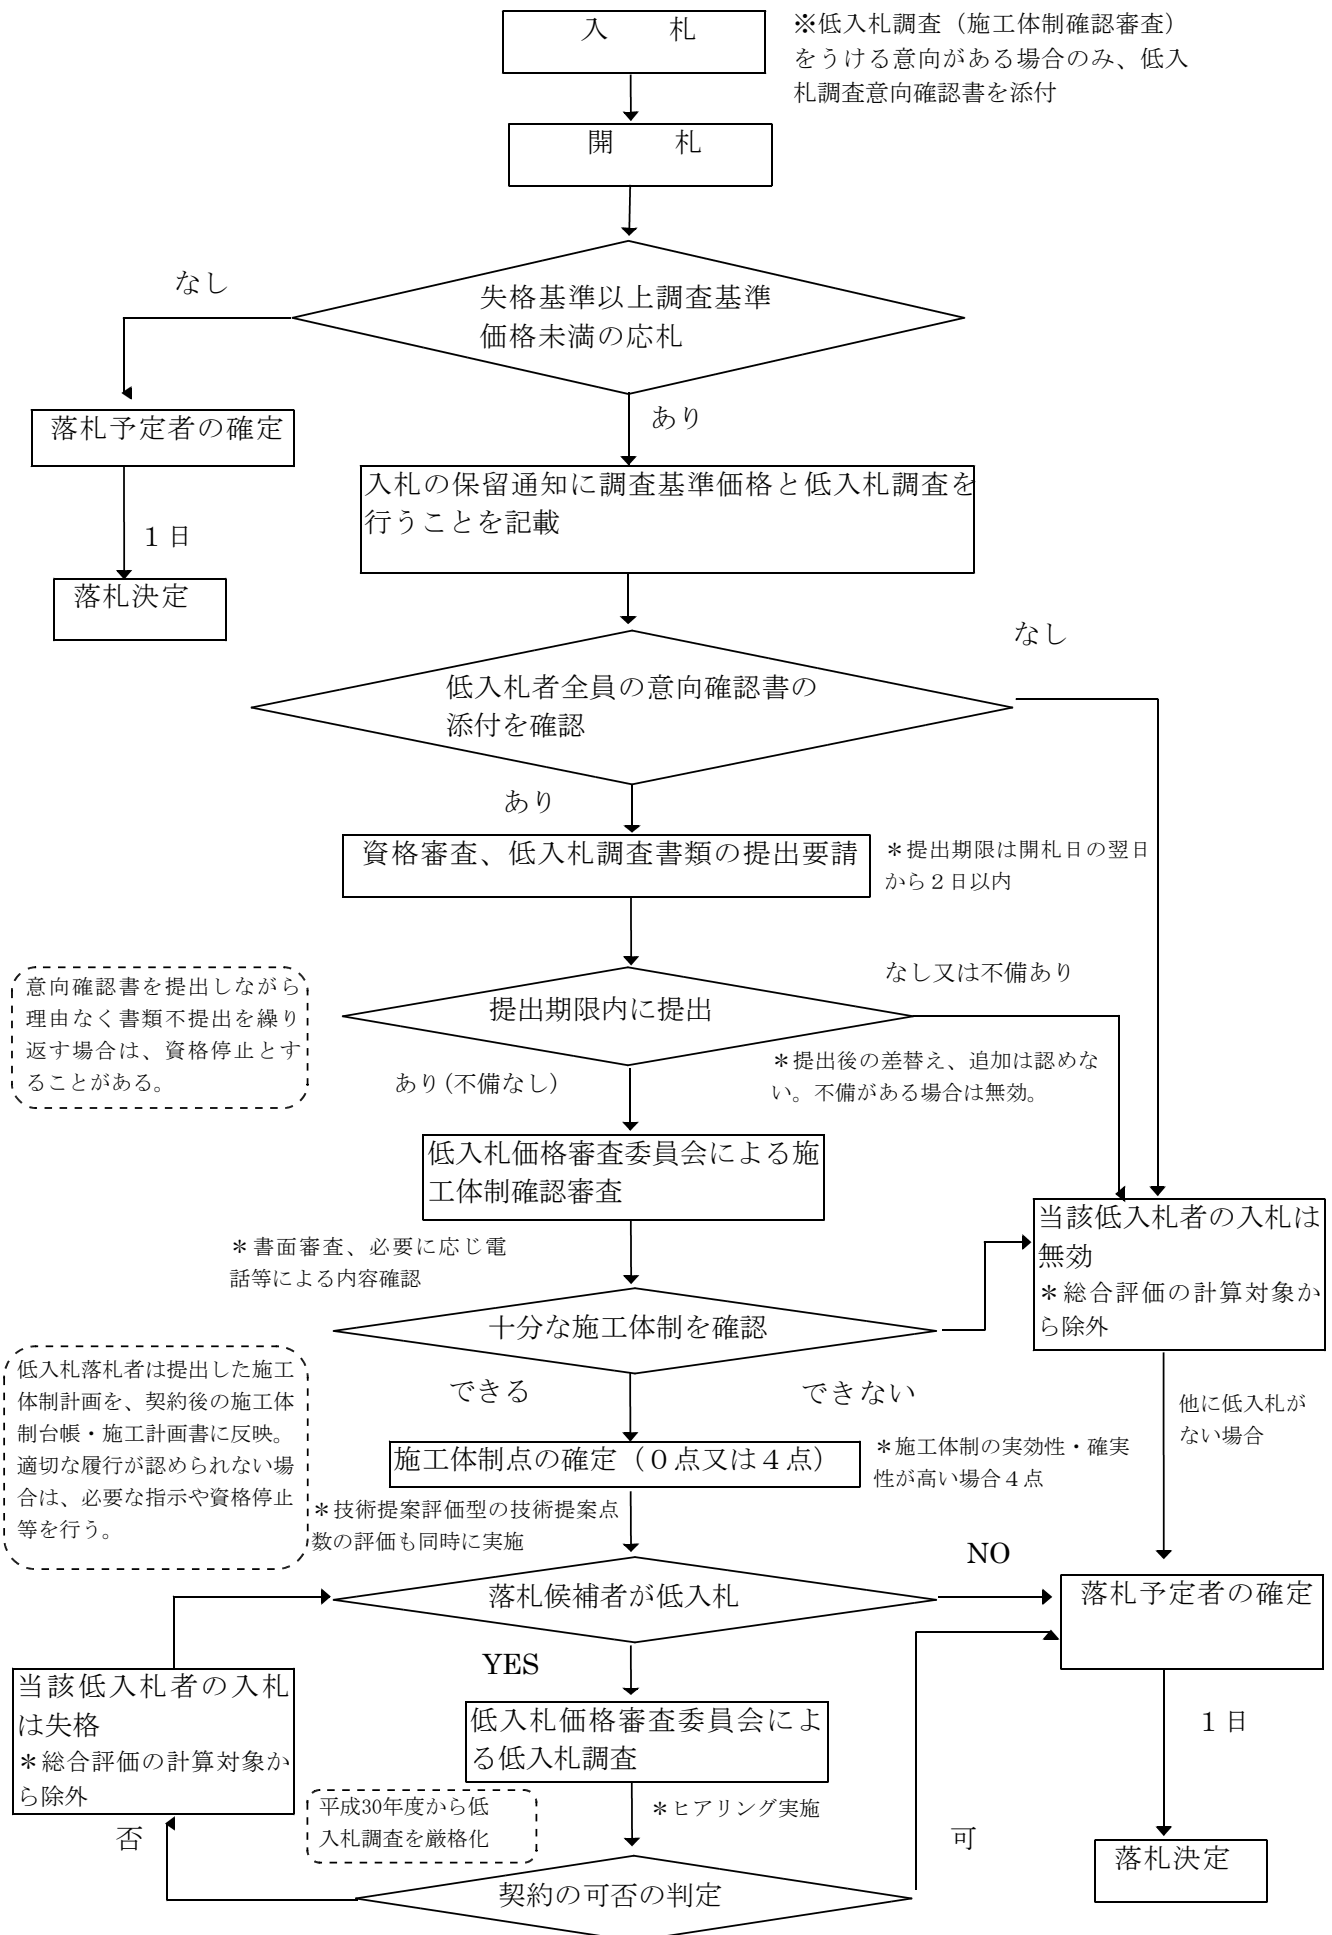 入　札
※低入札調査（施工体制確認審査）
をうける意向がある場合のみ、低入
札調査意向確認書を添付
開　札
なし
失格基準以上調査基準
価格未満の応札
あり
落札予定者の確定
入札の保留通知に調査基準価格と低入札調査を
行うことを記載
１日
落札決定
なし
低入札者全員の意向確認書の
添付を確認
あり
資格審査、低入札調査書類の提出要請
＊提出期限は開札日の翌日
から２日以内
意向確認書を提出しながら
理由なく書類不提出を繰り
返す場合は、資格停止とす
ることがある。
なし又は不備あり
提出期限内に提出
＊提出後の差替え、追加は認めな
い。不備がある場合は無効。
あり(不備なし)
低入札価格審査委員会による施
工体制確認審査
当該低入札者の入札は
無効
＊総合評価の計算対象か
ら除外
＊書面審査、必要に応じ電
話等による内容確認
十分な施工体制を確認
低入札落札者は提出した施工
体制計画を、契約後の施工体
制台帳・施工計画書に反映。
適切な履行が認められない場
合は、必要な指示や資格停止
等を行う。
できる
できない
他に低入札が
ない場合
施工体制点の確定（０点又は４点）
＊施工体制の実効性・確実
性が高い場合４点
＊技術提案評価型の技術提案点
数の評価も同時に実施
NO
落札候補者が低入札
落札予定者の確定
YES
当該低入札者の入札
は失格
＊総合評価の計算対象か
ら除外
低入札価格審査委員会によ
る低入札調査
１日
平成30年度から低
入札調査を厳格化
＊ヒアリング実施
否
可
落札決定
契約の可否の判定